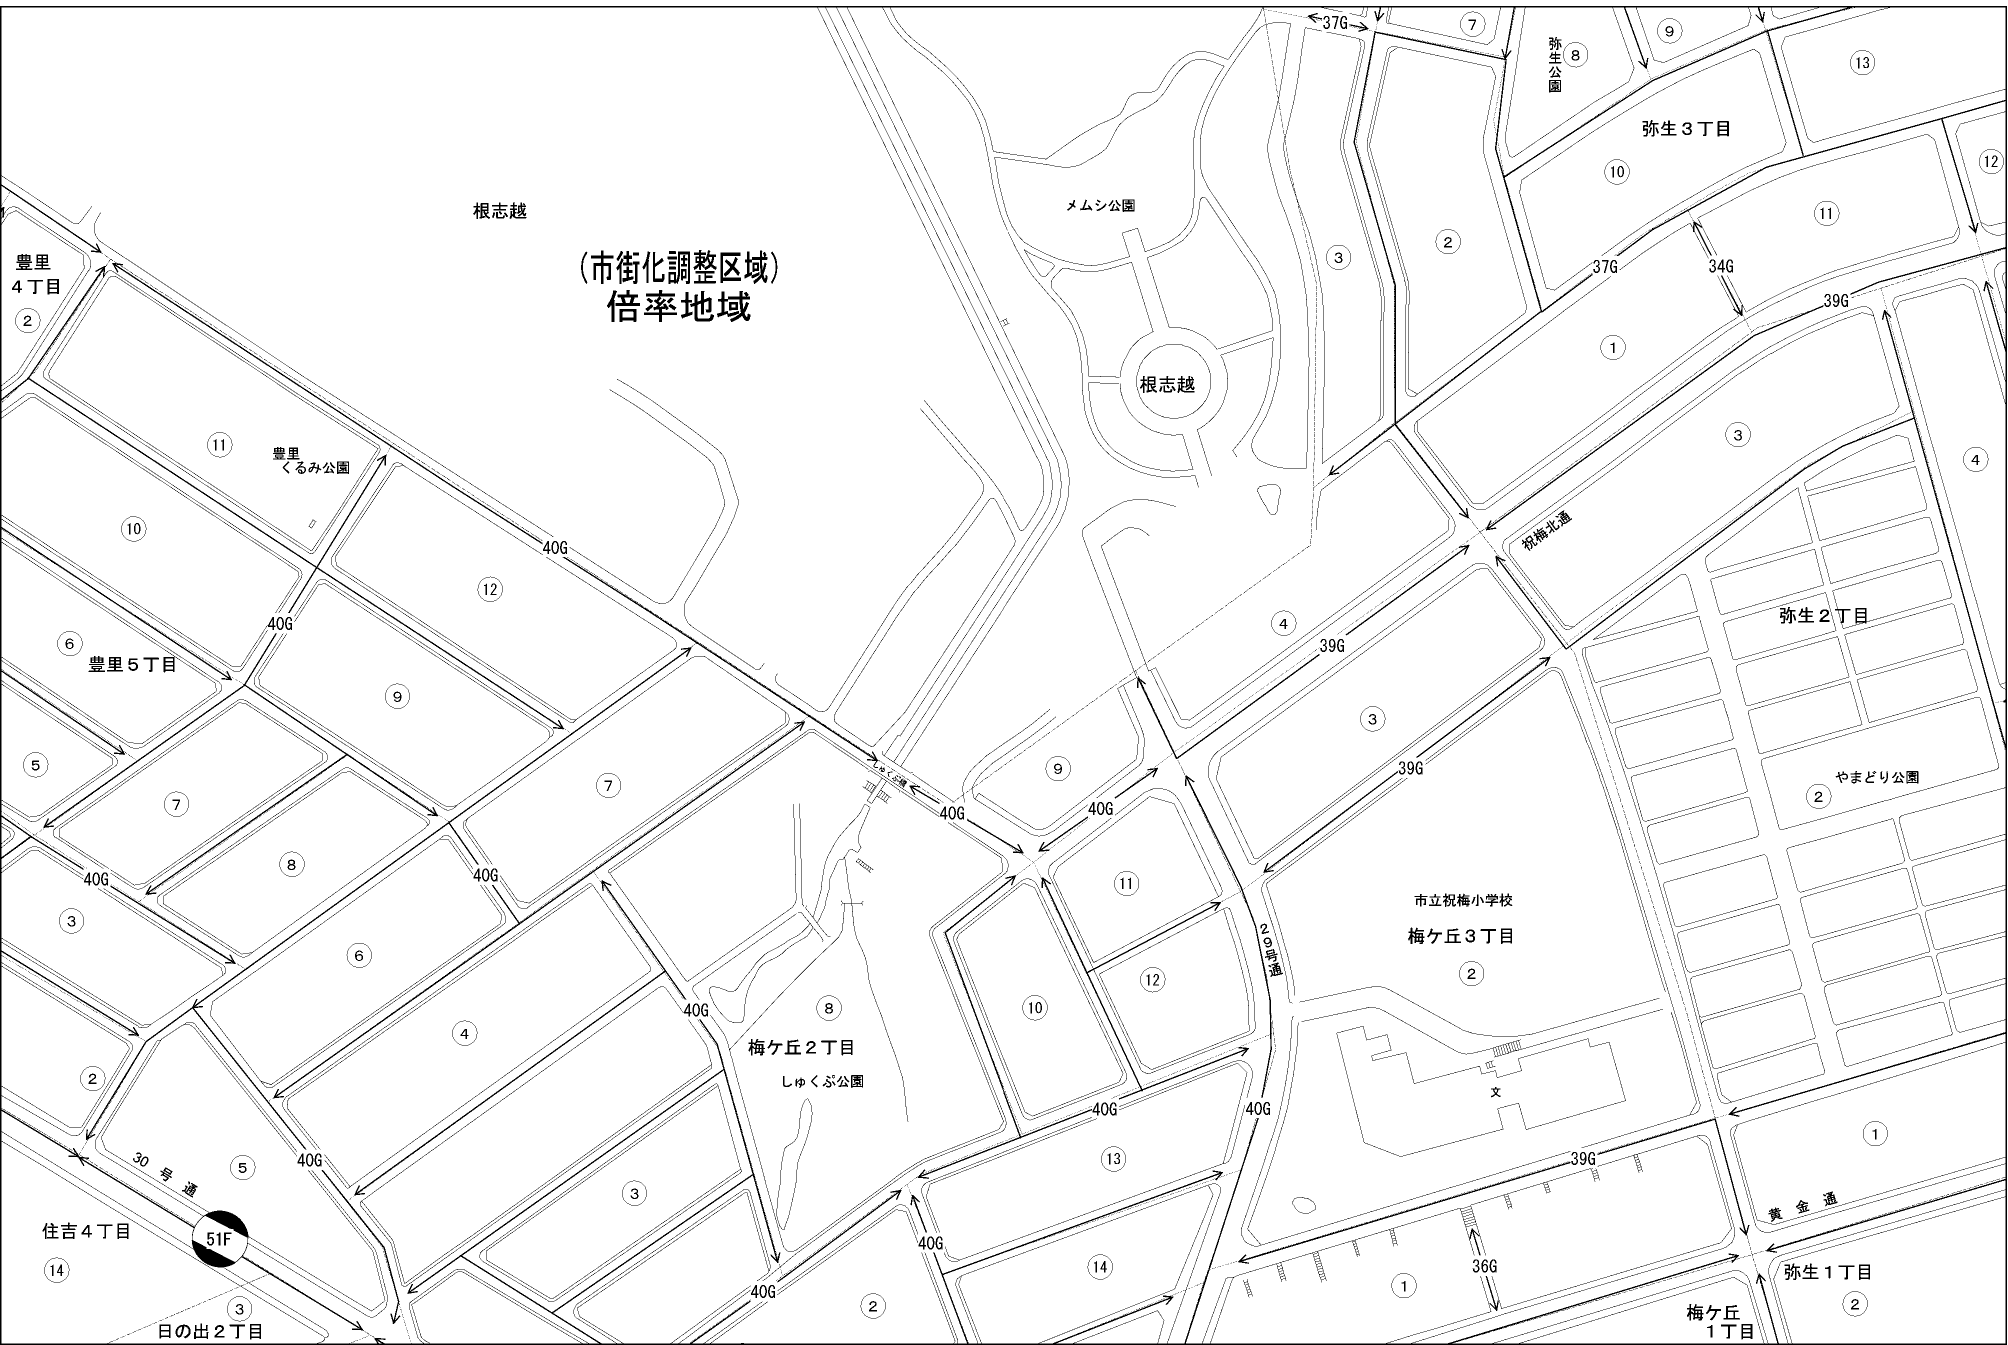 37G
⑦
弥生公園
⑧
⑨
⑬
弥生3丁目
⑩
⑫
根志越
メムシ公園
⑪
豊里
4丁目
②
(市街化調整区域)
倍率地域
③
②
37G
34G
39G
①
根志越
⑪
豊里
くるみ公園
③
④
⑩
40G
祝梅北通
⑫
40G
⑥
豊里5丁目
④
39G
弥生2丁目
⑨
③
⑤
⑦
⑦
しゅくぷ橋
⑨
39G
やまどり公園
②
40G
40G
⑧
40G
40G
⑪
市立祝梅小学校
梅ケ丘3丁目
②
③
29号通
⑥
⑫
④
40G
⑧
⑩
梅ケ丘2丁目
しゅくぷ公園
②
文
40G
40G
①
30号通
⑤
40G
⑬
39G
③
黄金通
住吉4丁目
51F
⑭
40G
⑭
36G
①
弥生1丁目
②
40G
②
③
日の出2丁目
梅ケ丘
1丁目